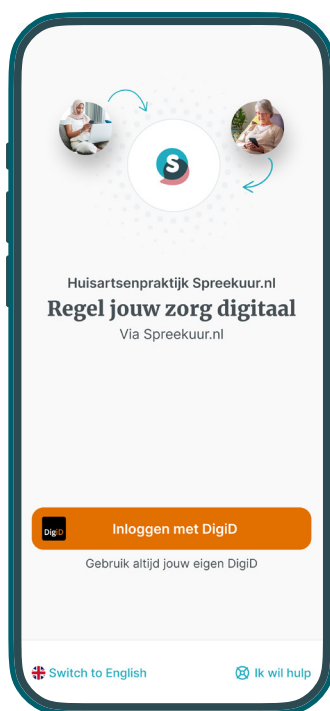 S
Huisartsenpraktijk Spreekuur.nl
Regel jouw zorg digitaal
Via Spreekuur.nl
DigiD
Inloggen met DigiD
Gebruik altijd jouw eigen DigiD
Switch to English
Ik wil hulp